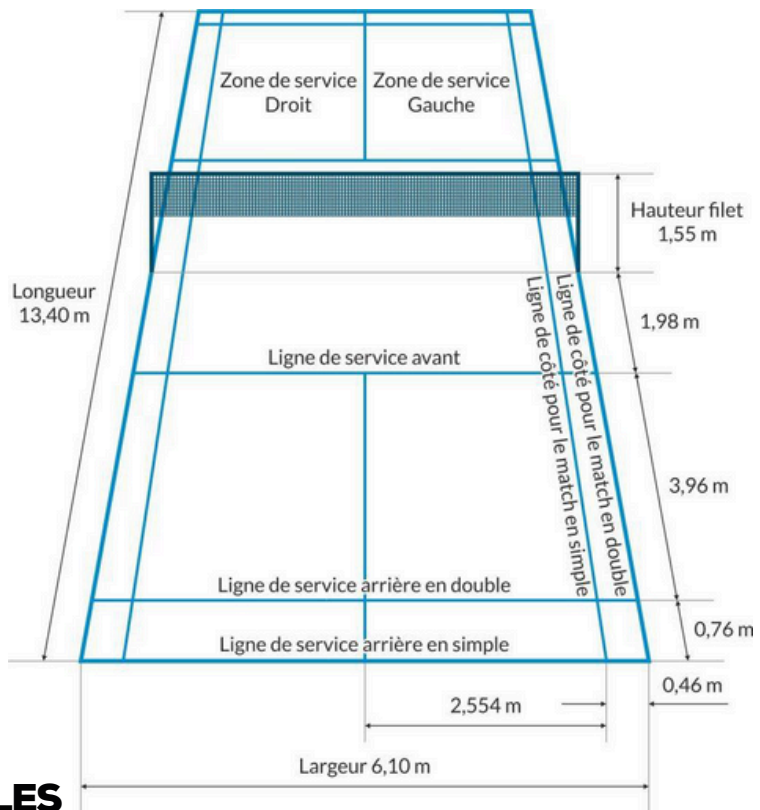 Zone de service
Droit
Zone de service
Gauche
Hauteur filet
1,55 m
Longueur
13,40 m
1,98 m
Ligne de service avant
Ligne de côté pour le match en simple
Ligne de côté pour le match en double
3,96 m
Ligne de service arrière en double
0,76 m
Ligne de service arrière en simple
0,46 m
2,554 m
Largeur 6,10 m
LES